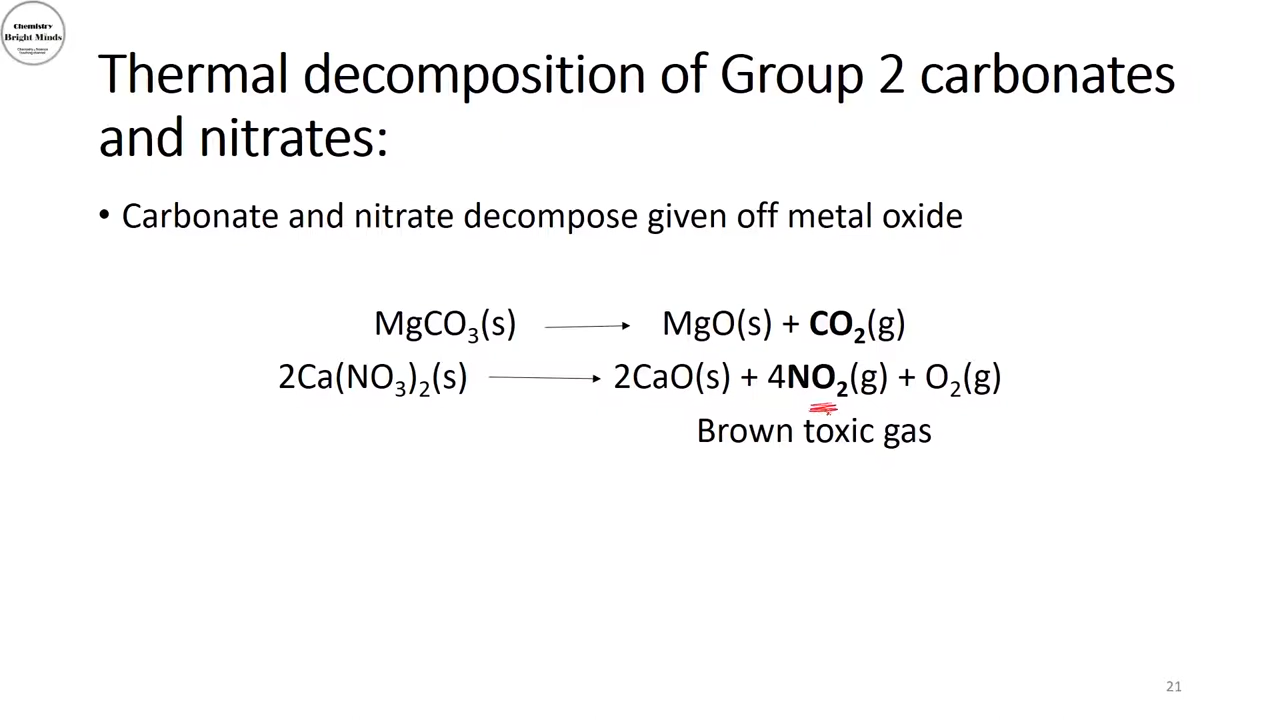 Chemistry
Bright Minds
Thermal decomposition of Group 2 carbonates
and nitrates:
• Carbonate and nitrate decompose given off metal oxide
MgCO₃(s) → MgO(s) + CO₂(g)
2Ca(NO₃)₂(s) → 2CaO(s) + 4NO₂(g) + O₂(g)
Brown toxic gas
21